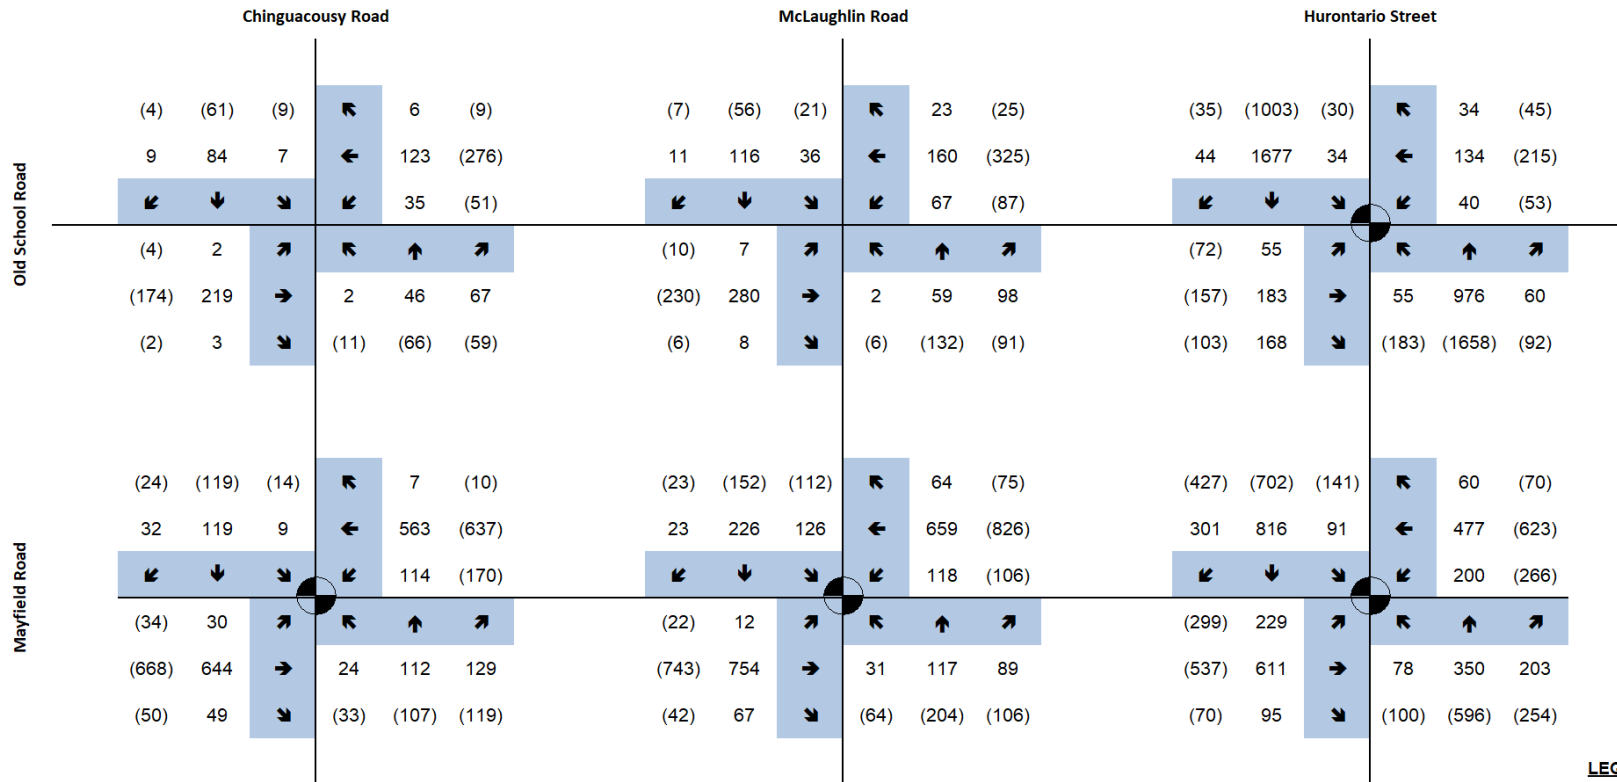 Chinguacousy Road McLaughlin Road Hurontario Street
(4) (61) (9) 6 (9) (7) (56) (21) 23 (25) (35) (1003) (30) 34 (45)
9 84 7 123 (276) 11 116 36 160 (325) 44 1677 34 134 (215)
35 (51) 67 (87) 40 (53)
Old School Road
(4) 2 (10) 7 (72) 55
(174) 219 2 46 67 (230) 280 2 59 98 (157) 183 55 976 60
(2) 3 (11) (66) (59) (6) 8 (6) (132) (91) (103) 168 (183) (1658) (92)
(24) (119) (14) 7 (10) (23) (152) (112) 64 (75) (427) (702) (141) 60 (70)
32 119 9 563 (637) 23 226 126 659 (826) 301 816 91 477 (623)
114 (170) 118 (106) 200 (266)
Mayfield Road
(34) 30 (22) 12 (299) 229
(668) 644 24 112 129 (743) 754 31 117 89 (537) 611 78 350 203
(50) 49 (33) (107) (119) (42) 67 (64) (204) (106) (70) 95 (100) (596) (254)